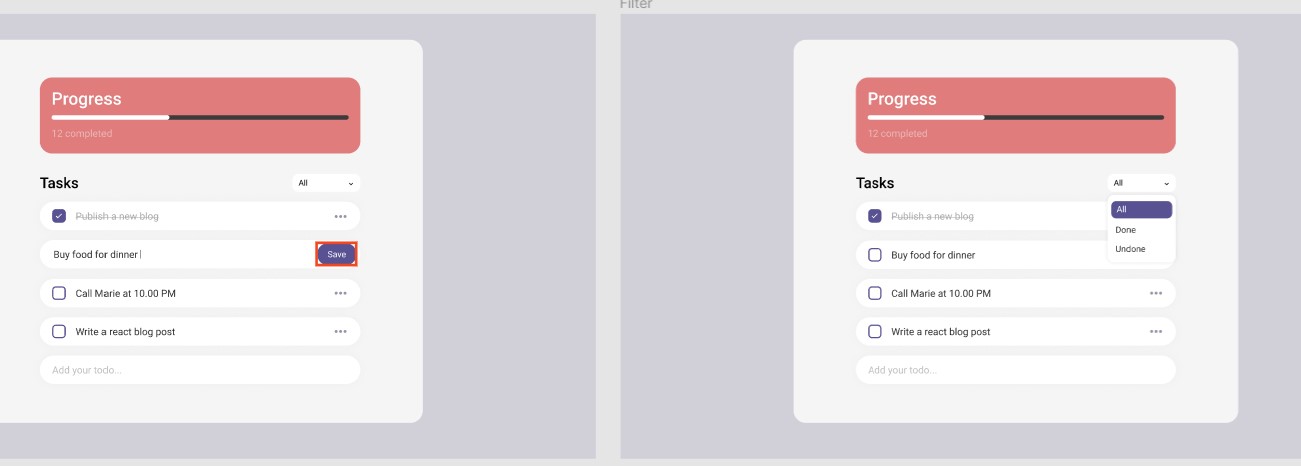 Filter
Progress
12 completed
Tasks
All
Publish a new blog
Buy food for dinner
Save
Call Marie at 10.00 PM
Write a react blog post
Add your todo...
Progress
12 completed
Tasks
All
All
Done
Undone
Publish a new blog
Buy food for dinner
Call Marie at 10.00 PM
Write a react blog post
Add your todo...